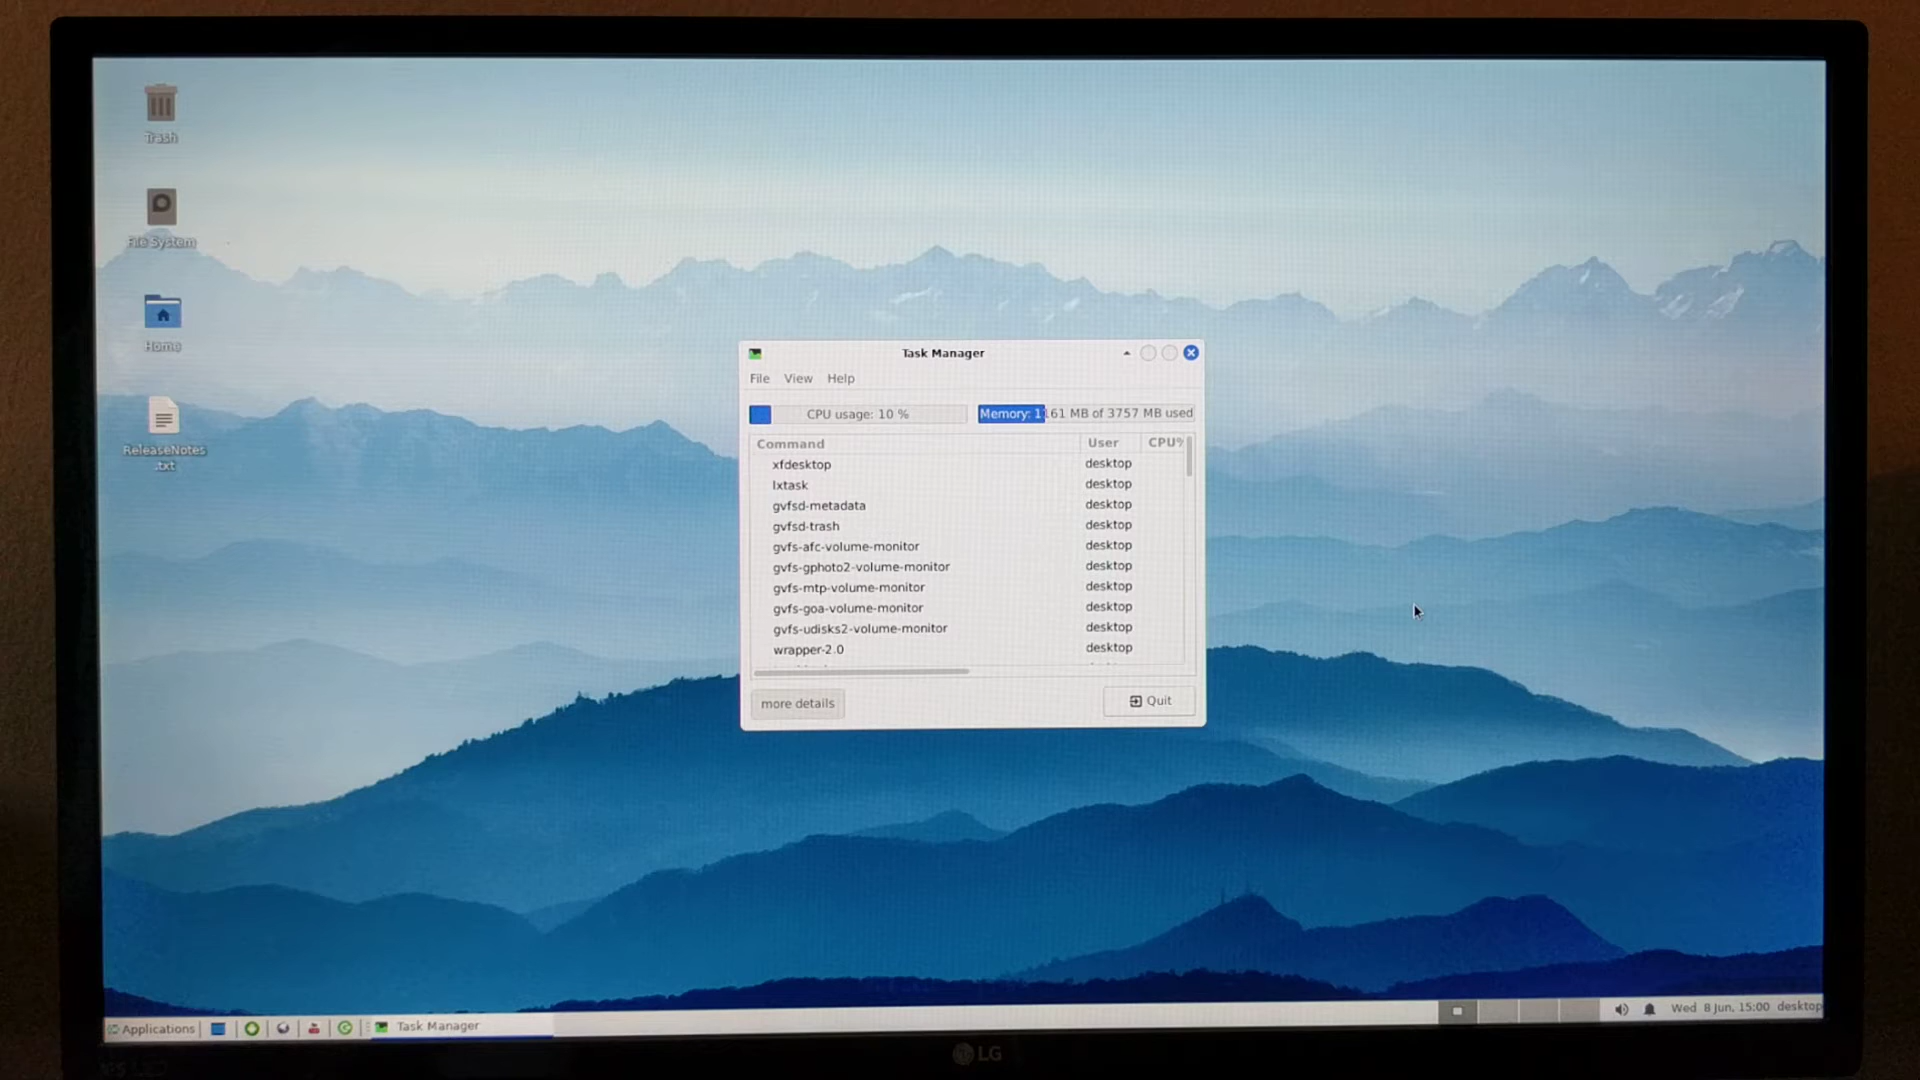 Trash
File System
Home
ReleaseNotes
.txt
Task Manager
File View Help
CPU usage: 10 %
Memory: 1161 MB of 3757 MB used
Command User CPU%
xfdesktop desktop
lxtask desktop
gvfsd-metadata desktop
gvfsd-trash desktop
gvfs-afc-volume-monitor desktop
gvfs-gphoto2-volume-monitor desktop
gvfs-mtp-volume-monitor desktop
gvfs-goa-volume-monitor desktop
gvfs-udisks2-volume-monitor desktop
wrapper-2.0 desktop
more details Quit
Applications Task Manager Wed 8 Jun, 15:00 desktop
LG